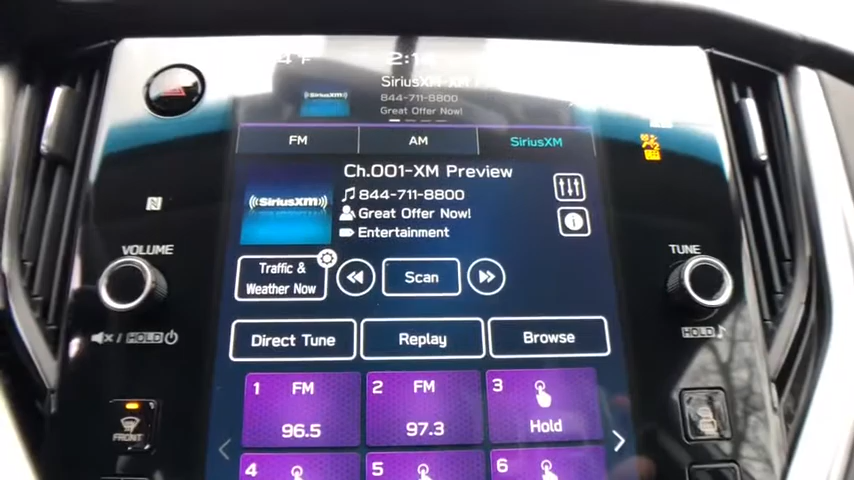 SiriusXM
844-711-8800
Great Offer Now!
SiriusXM
FM
AM
SiriusXM
Ch.001-XM Preview
844-711-8800
Great Offer Now!
Entertainment
((SiriusXM))
VOLUME
TUNE
Traffic &
Weather Now
Scan
HOLD
HOLD
Direct Tune
Replay
Browse
1 FM
96.5
2 FM
97.3
3
Hold
FRONT
4
5
6